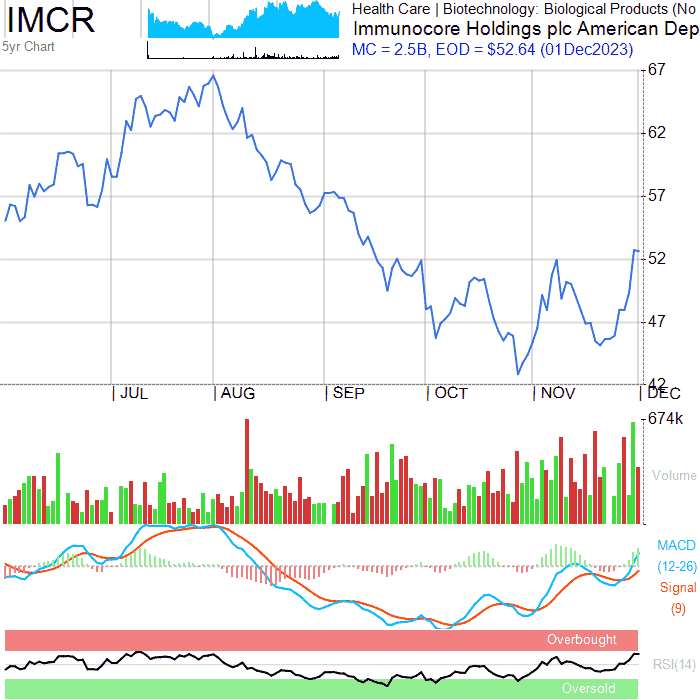 IMCR
5yr Chart
Health Care | Biotechnology: Biological Products (No
Immunocore Holdings plc American Dep
MC = 2.5B, EOD = $52.64 (01Dec2023)
67
62
57
52
47
42
JUL
AUG
SEP
OCT
NOV
DEC
674k
Volume
MACD
(12-26)
Signal
(9)
Overbought
RSI(14)
Oversold